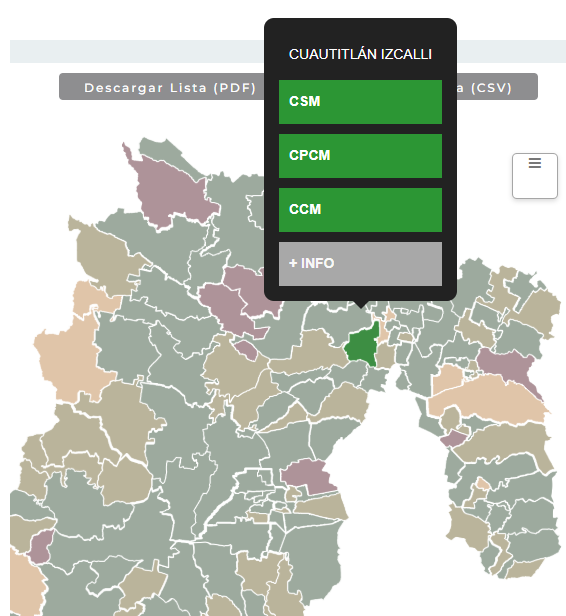 CUAUTITLÁN IZCALLI
Descargar Lista (PDF)
a (CSV)
CSM
CPCM
CCM
+ INFO